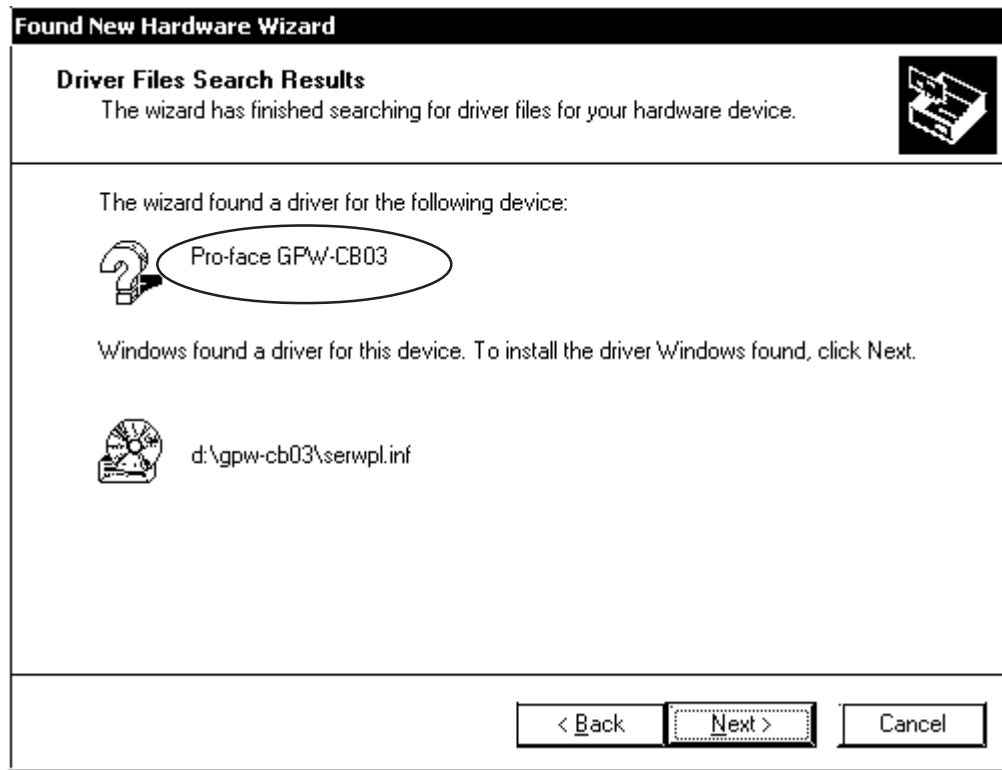 Found New Hardware Wizard
Driver Files Search Results
The wizard has finished searching for driver files for your hardware device.
The wizard found a driver for the following device:
Pro-face GPW-CB03
Windows found a driver for this device. To install the driver Windows found, click Next.
d:\gpw-cb03\serwpl.inf
< Back Next > Cancel